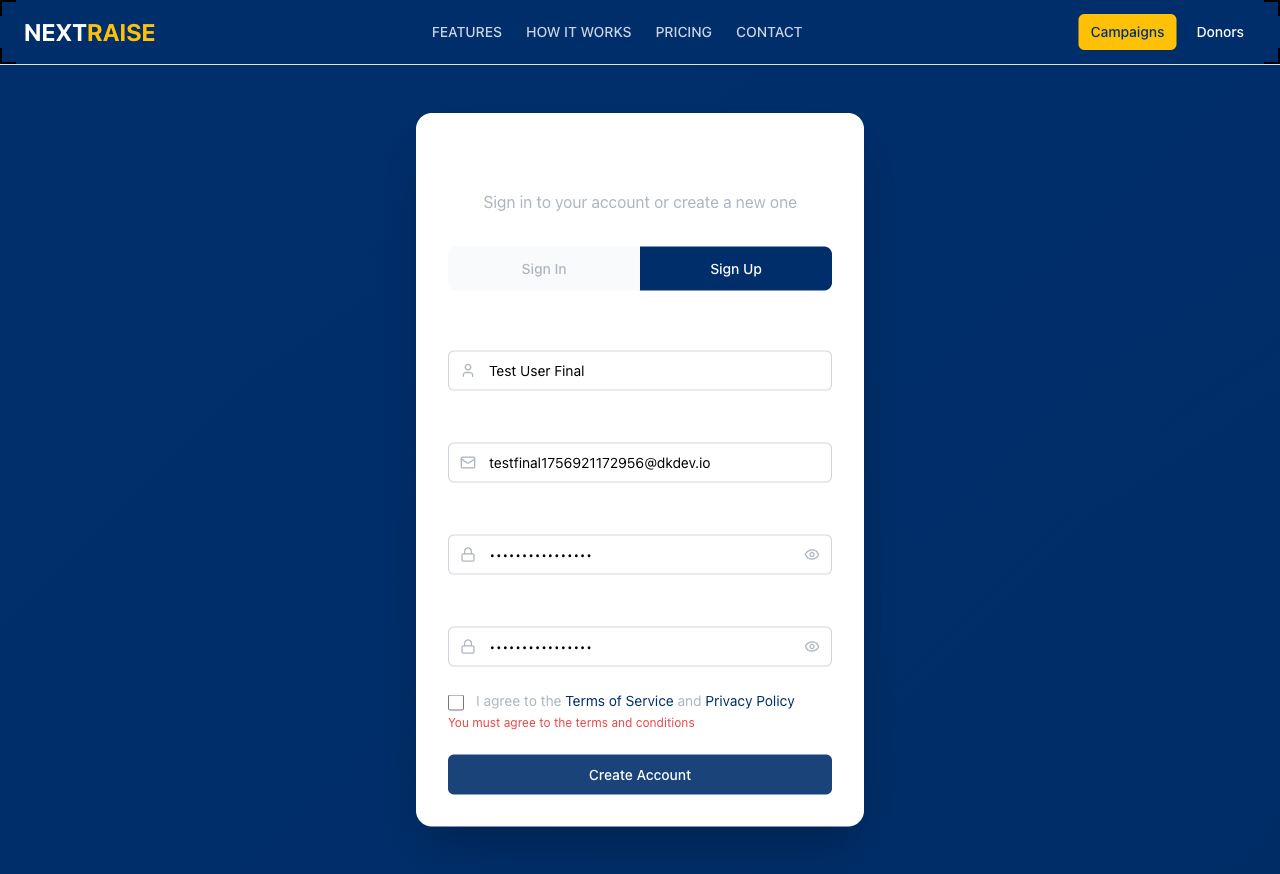 NEXTRAISE
FEATURES HOW IT WORKS PRICING CONTACT
Campaigns Donors
Sign in to your account or create a new one
Sign In Sign Up
Test User Final
testfinal1756921172956@dkdev.io
••••••••••••••••
••••••••••••••••
I agree to the Terms of Service and Privacy Policy
You must agree to the terms and conditions
Create Account